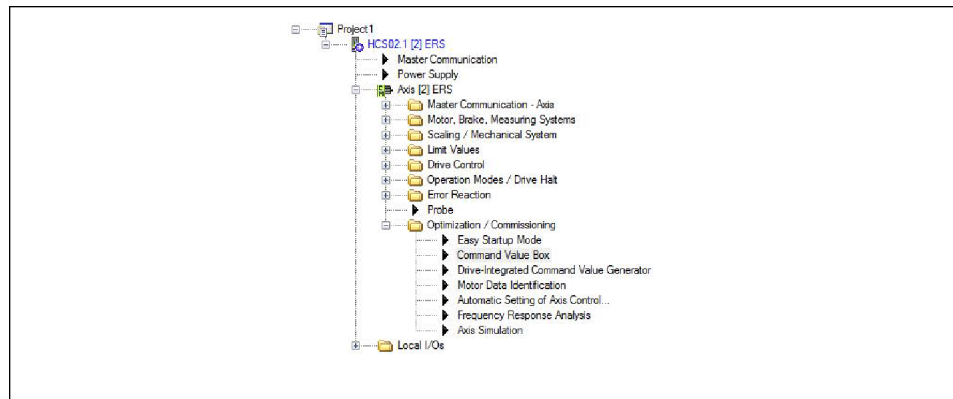 Project1
HCS02.1 [2] ERS
Master Communication
Power Supply
Axis [2] ERS
Master Communication - Axis
Motor, Brake, Measuring Systems
Scaling / Mechanical System
Limit Values
Drive Control
Operation Modes / Drive Halt
Error Reaction
Probe
Optimization / Commissioning
Easy Startup Mode
Command Value Box
Drive-Integrated Command Value Generator
Motor Data Identification
Automatic Setting of Axis Control...
Frequency Response Analysis
Axis Simulation
Local I/Os